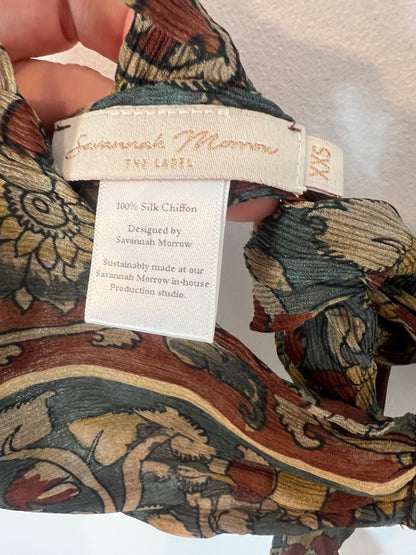 Savannah Morrow
THE LABEL
XXS
100% Silk Chiffon
Designed by
Savannah Morrow
Sustainably made at our
Savannah Morrow in-house
Production studio.